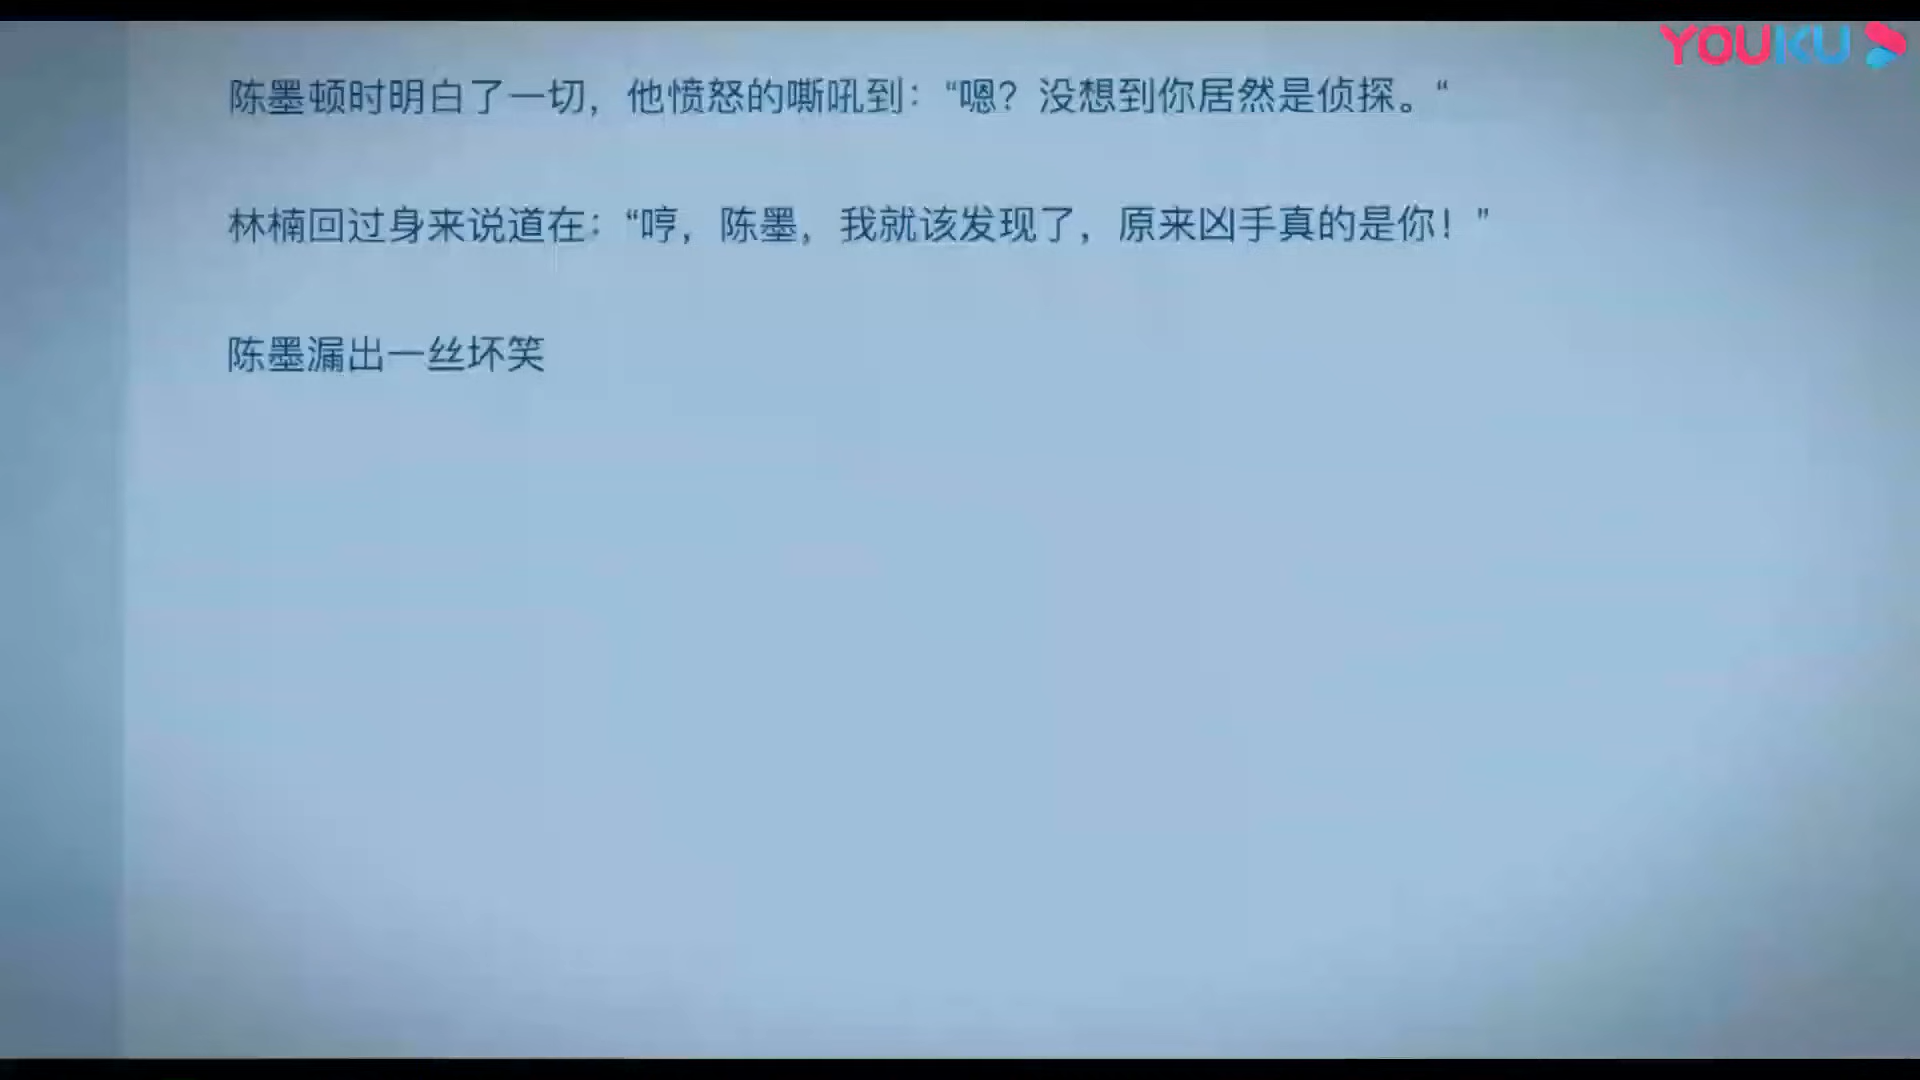 YOUKU
陈墨顿时明白了一切，他愤怒的嘶吼到：“嗯？没想到你居然是侦探。“
林楠回过身来说道在：“哼，陈墨，我就该发现了，原来凶手真的是你！”
陈墨漏出一丝坏笑